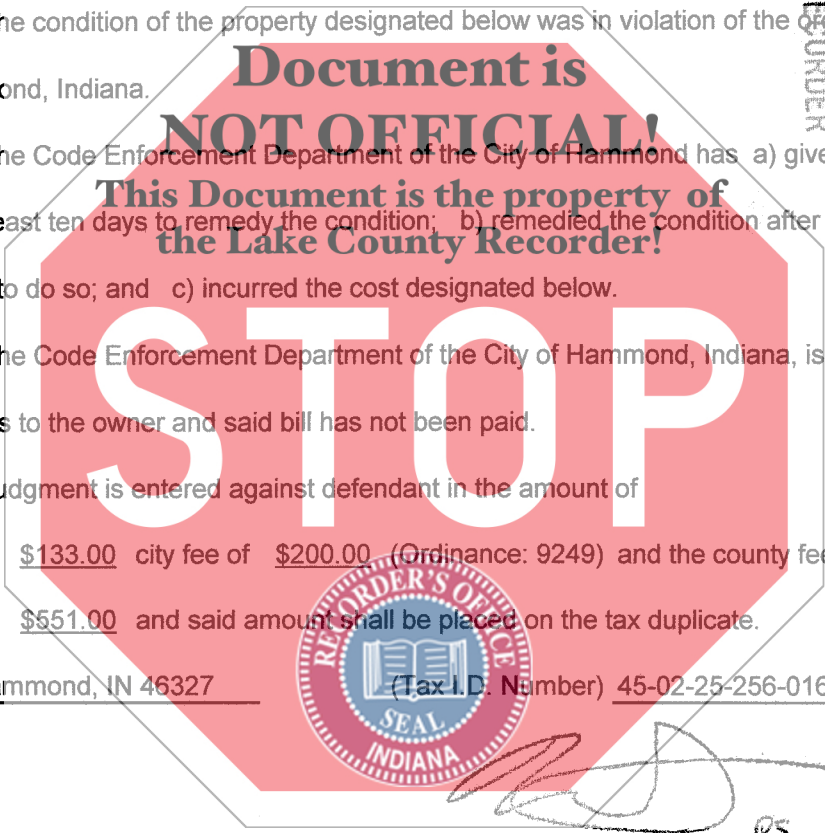 he condition of the property designated below was in violation of the
Document is
ond, Indiana.
RECORDER
NOT OFFICIAL!
he Code Enforcement Department of the City of Hammond has a) give
This Document is the property of
east ten days to remedy the condition; b) remedied the condition after
the Lake County Recorder!
to do so; and c) incurred the cost designated below.
STOP
he Code Enforcement Department of the City of Hammond, Indiana, is
s to the owner and said bill has not been paid.
udgment is entered against defendant in the amount of
$133.00 city fee of $200.00 (Ordinance: 9249) and the county fee
$551.00 and said amount shall be placed on the tax duplicate.
mmond, IN 46327 (Tax I.D. Number) 45-02-25-256-016
RECORDER'S OFFICE
SEAL
INDIANA